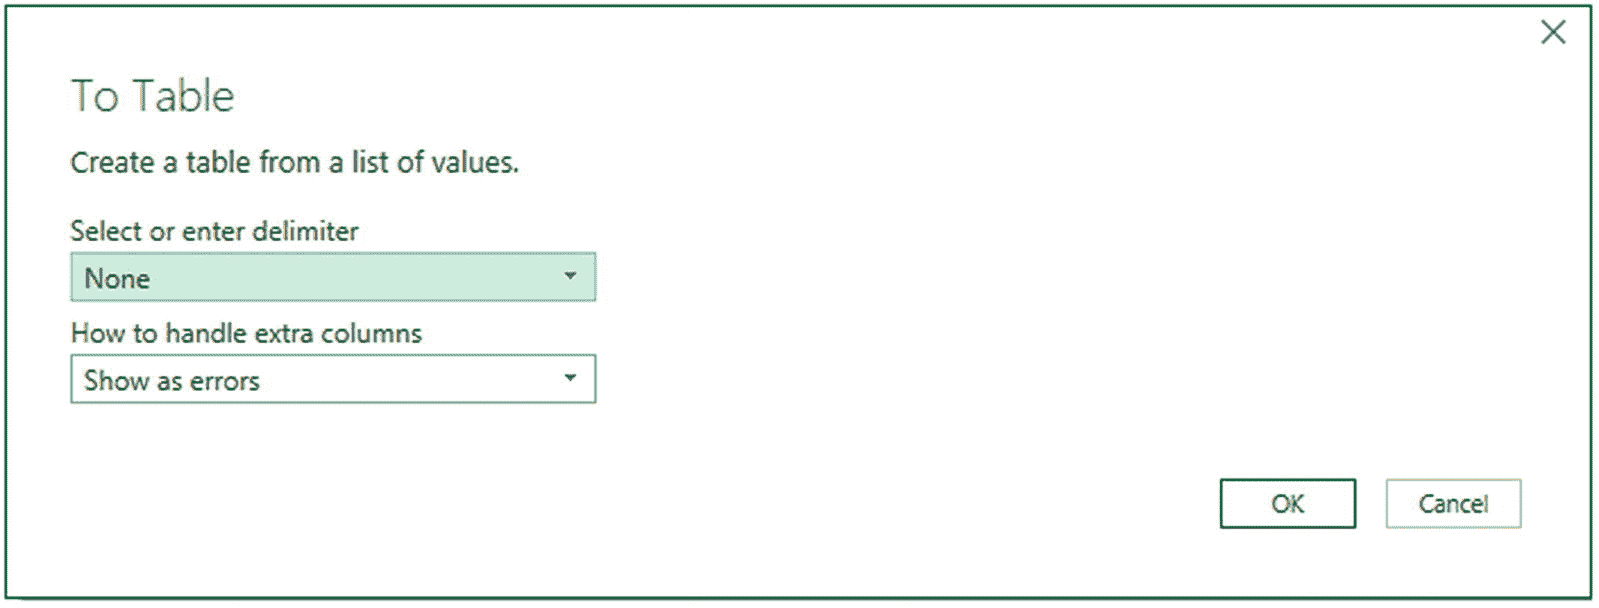 To Table
Create a table from a list of values.
Select or enter delimiter
None
How to handle extra columns
Show as errors
OK Cancel